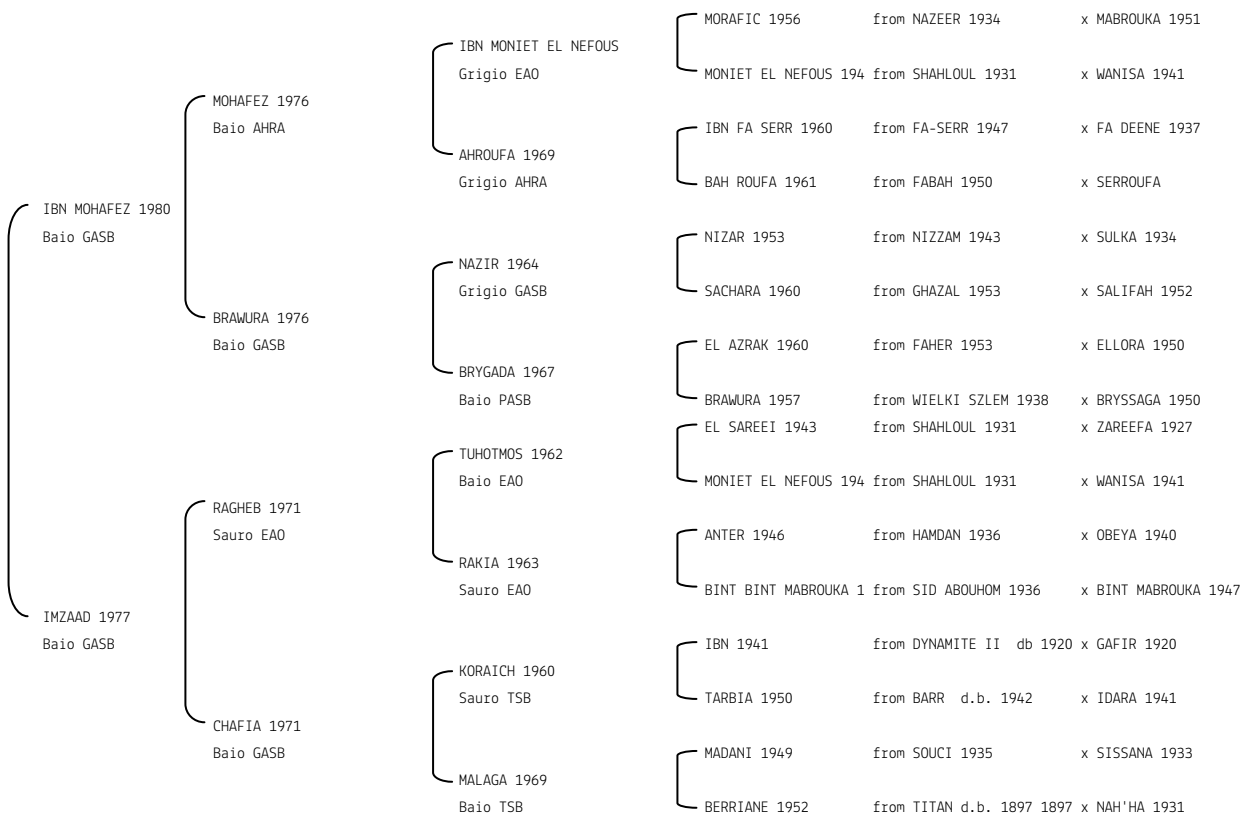 MORAFIC 1956 from NAZEER 1934 x MABROUKA 1951
IBN MONIET EL NEFOUS
Grigio EAO
MONIET EL NEFOUS 194 from SHAHLOUL 1931 x WANISA 1941
MOHAFEZ 1976
Baio AHRA
IBN FA SERR 1960 from FA-SERR 1947 x FA DEENE 1937
AHROUFA 1969
Grigio AHRA
BAH ROUFA 1961 from FABAH 1950 x SERROUFA
IBN MOHAFEZ 1980
Baio GASB
NIZAR 1953 from NIZZAM 1943 x SULKA 1934
NAZIR 1964
Grigio GASB
SACHARA 1960 from GHAZAL 1953 x SALIFAH 1952
BRAWURA 1976
Baio GASB
EL AZRAK 1960 from FAHER 1953 x ELLORA 1950
BRYGADA 1967
Baio PASB
BRAWURA 1957 from WIELKI SZLEM 1938 x BRYSSAGA 1950
EL SAREEI 1943 from SHAHLOUL 1931 x ZAREEFA 1927
TUHOTMOS 1962
Baio EAO
MONIET EL NEFOUS 194 from SHAHLOUL 1931 x WANISA 1941
RAGHEB 1971
Sauro EAO
ANTER 1946 from HAMDAN 1936 x OBEYA 1940
RAKIA 1963
Sauro EAO
BINT BINT MABROUKA 1 from SID ABOUHOM 1936 x BINT MABROUKA 1947
IMZAAD 1977
Baio GASB
IBN 1941 from DYNAMITE II db 1920 x GAFIR 1920
KORAICH 1960
Sauro TSB
TARBIA 1950 from BARR d.b. 1942 x IDARA 1941
CHAFIA 1971
Baio GASB
MADANI 1949 from SOUCI 1935 x SISSANA 1933
MALAGA 1969
Baio TSB
BERRIANE 1952 from TITAN d.b. 1897 1897 x NAH'HA 1931